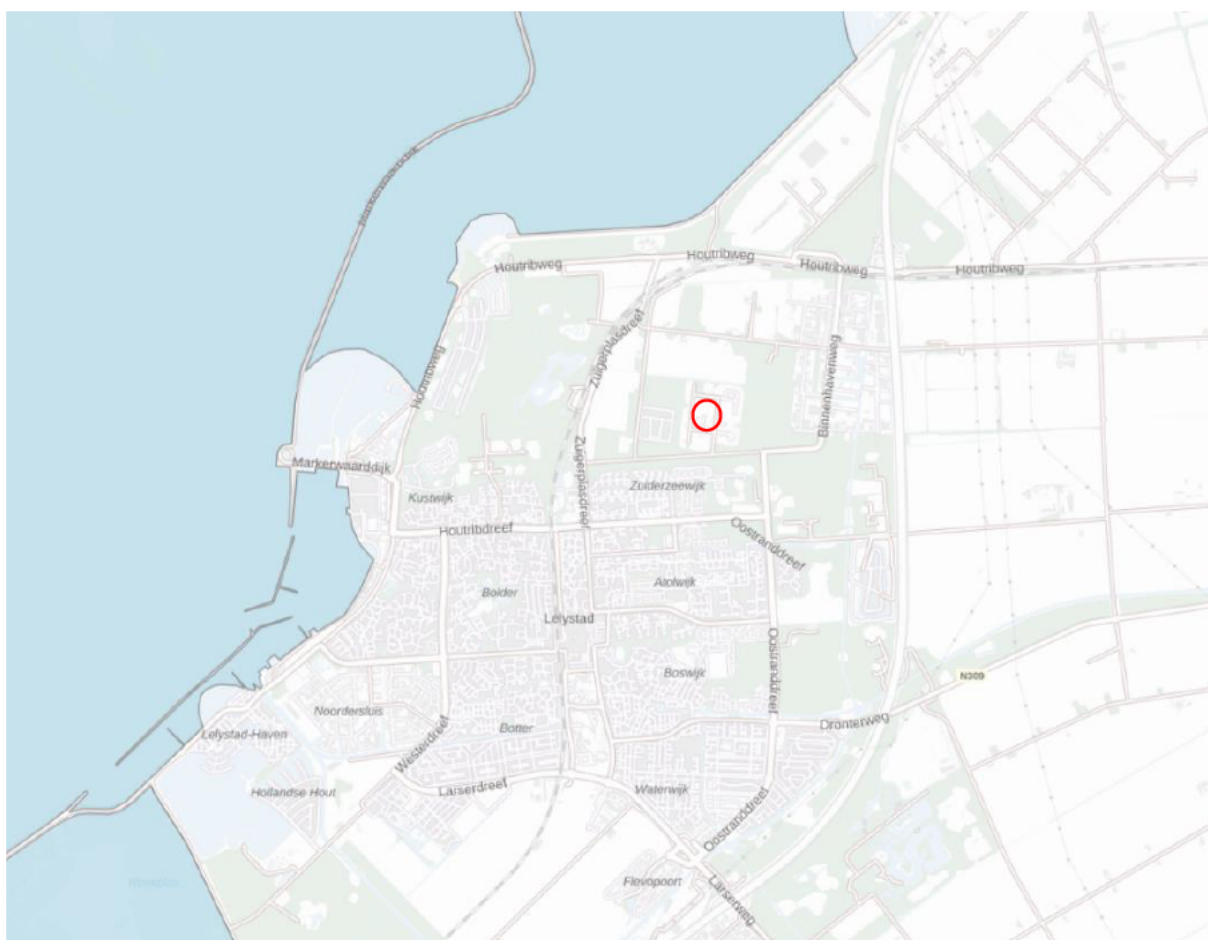 Markerwaarddijk
Houtribweg
Houtribweg
Houtribweg
Houtribweg
Zuigerplasdreef
Houtribweg
Binnenhavenweg
Markerwaarddijk
Zuigerplasdreef
Kustwijk
Zuiderzeewijk
Houtribdreef
Oostranddreef
Atolwijk
Bolder
Lelystad
Oostranddreef
Boswijk
N309
Noordersluis
Dronterweg
Botter
Lelystad-Haven
Westerdreef
Hollandse Hout
Larserdreef
Waterwijk
Oostranddreef
Flevopoort
Larserweg